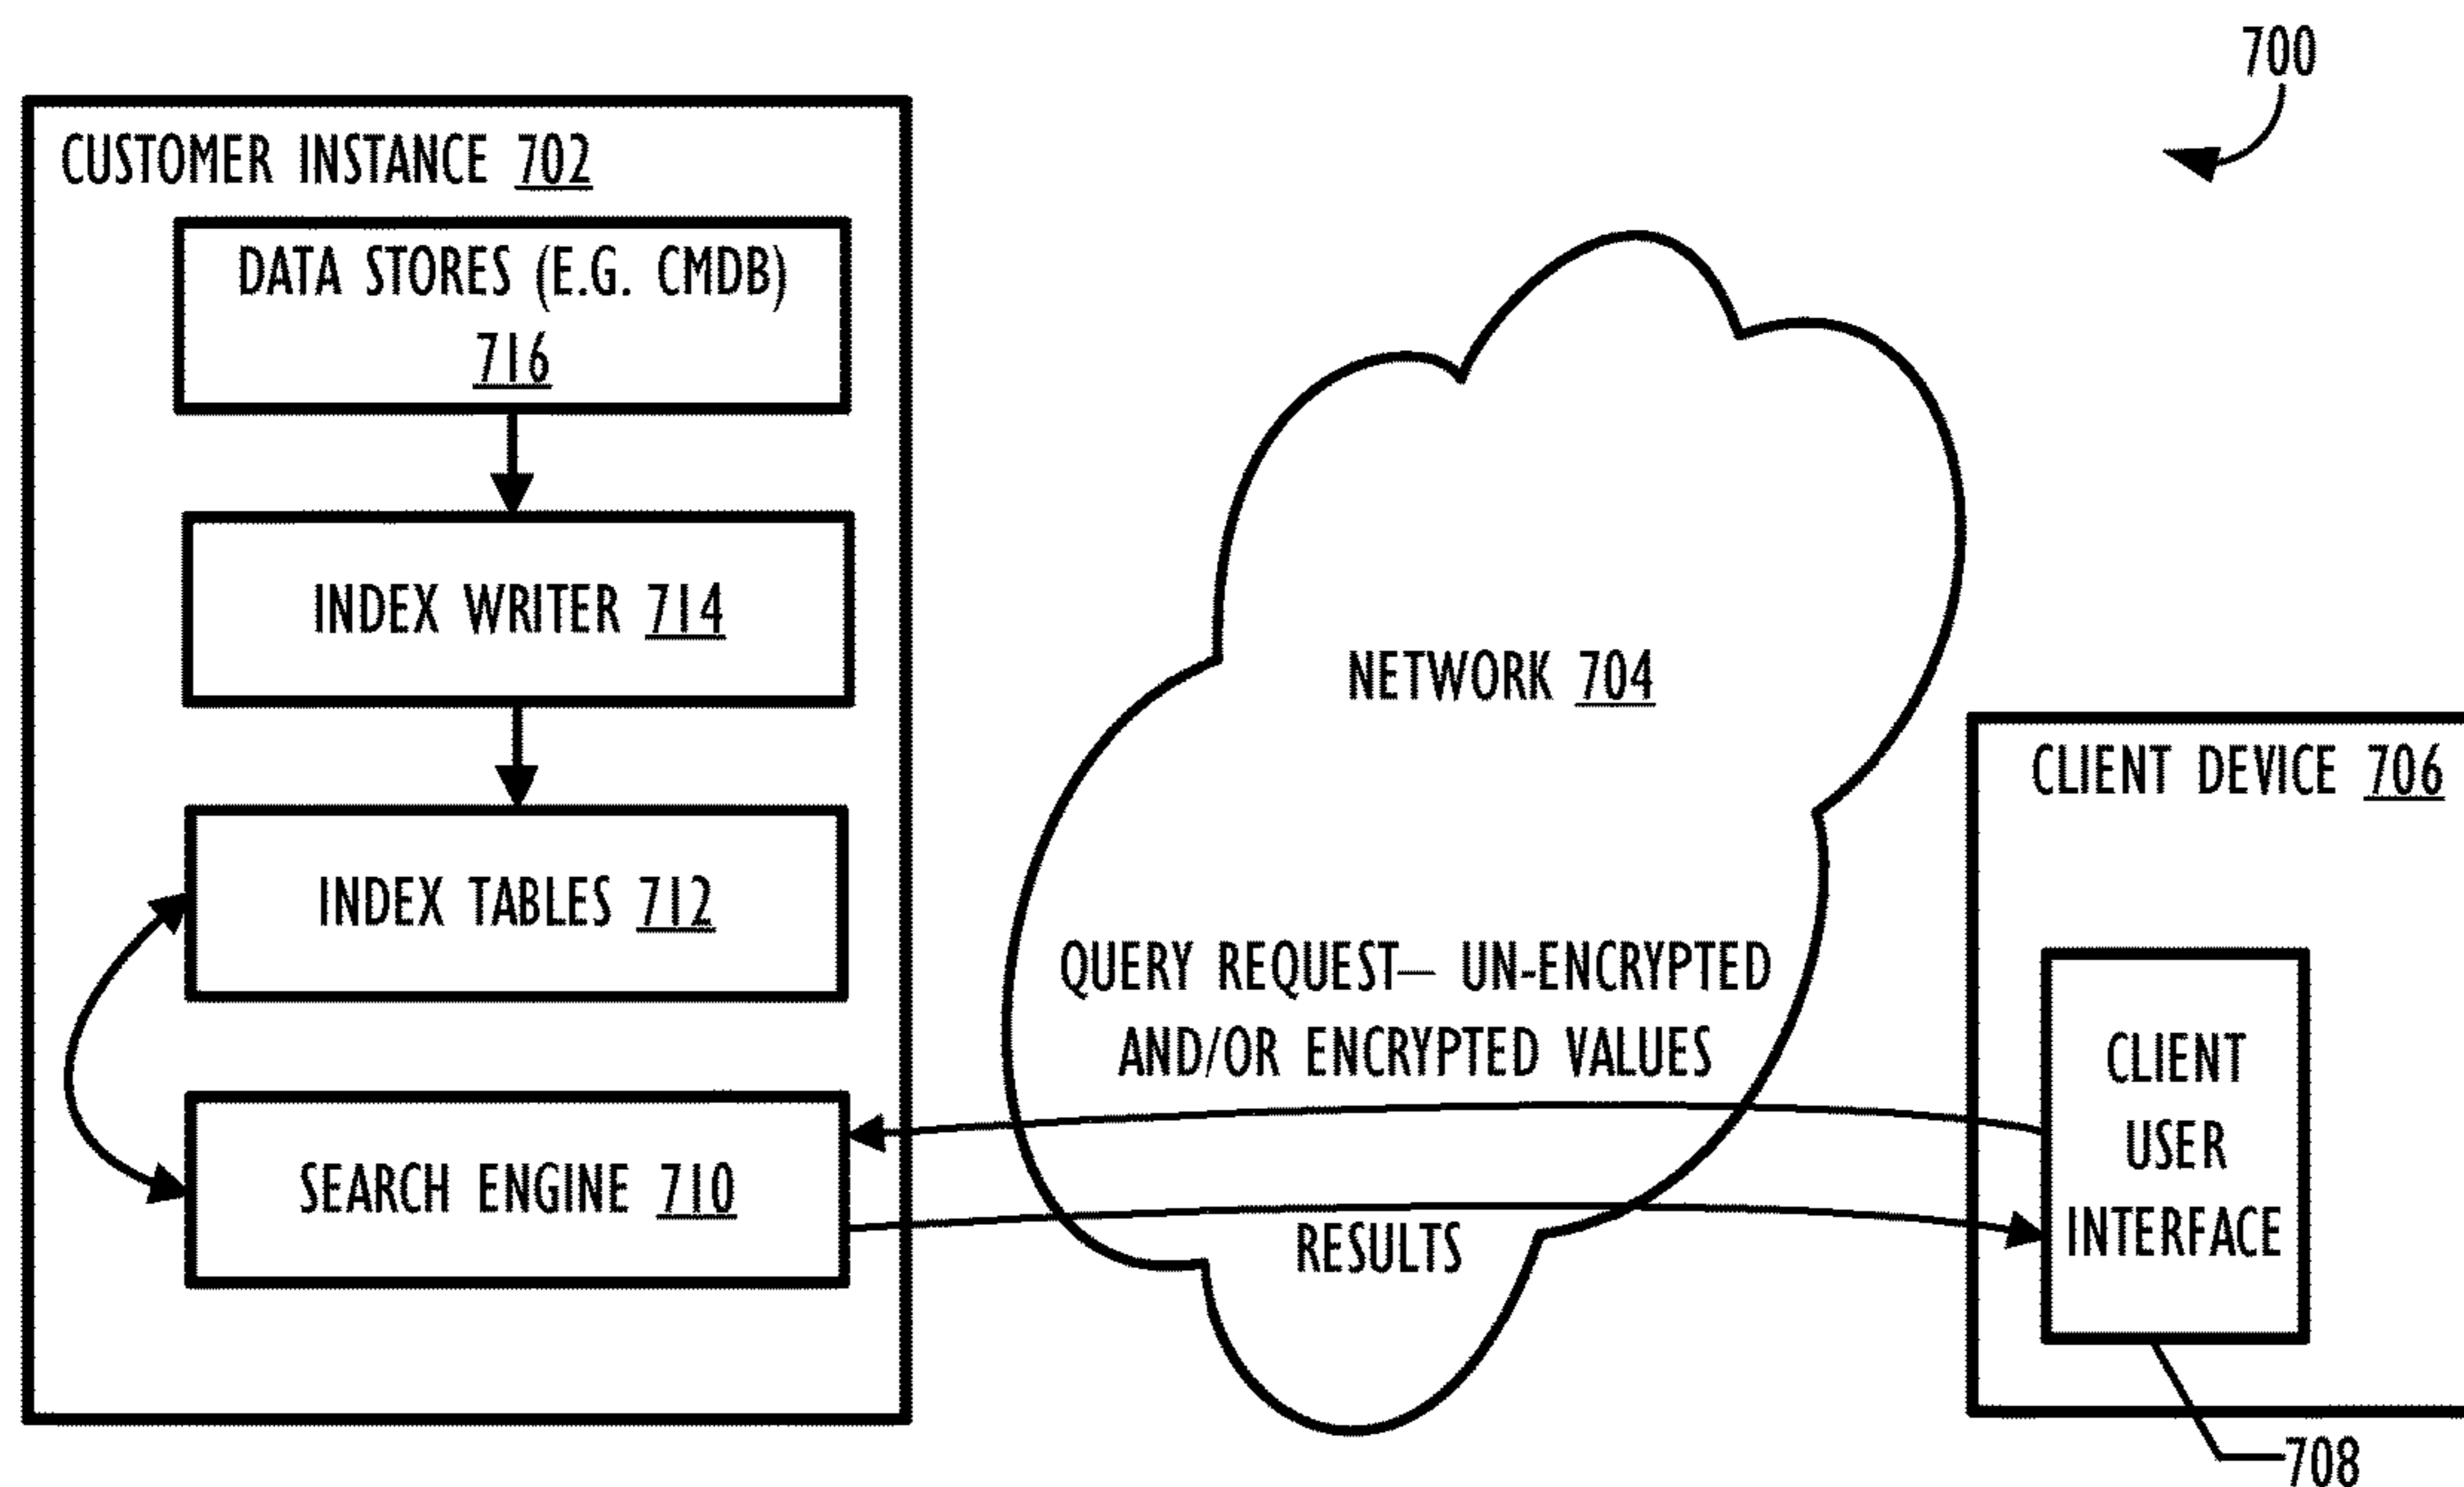 700
CUSTOMER INSTANCE 702
DATA STORES (E.G. CMDB)
716
INDEX WRITER 714
INDEX TABLES 712
SEARCH ENGINE 710
NETWORK 704
QUERY REQUEST— UN-ENCRYPTED
AND/OR ENCRYPTED VALUES
RESULTS
CLIENT DEVICE 706
CLIENT
USER
INTERFACE
708